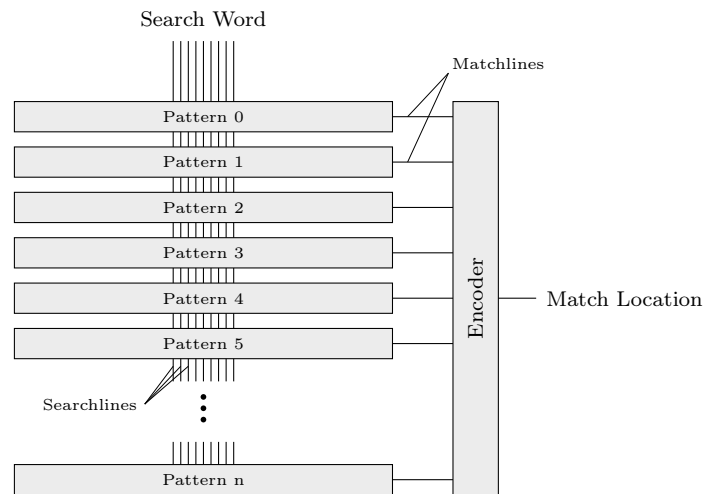 Search Word
Matchlines
Pattern 0
Pattern 1
Pattern 2
Pattern 3
Pattern 4
Pattern 5
Encoder
Match Location
Searchlines
Pattern n